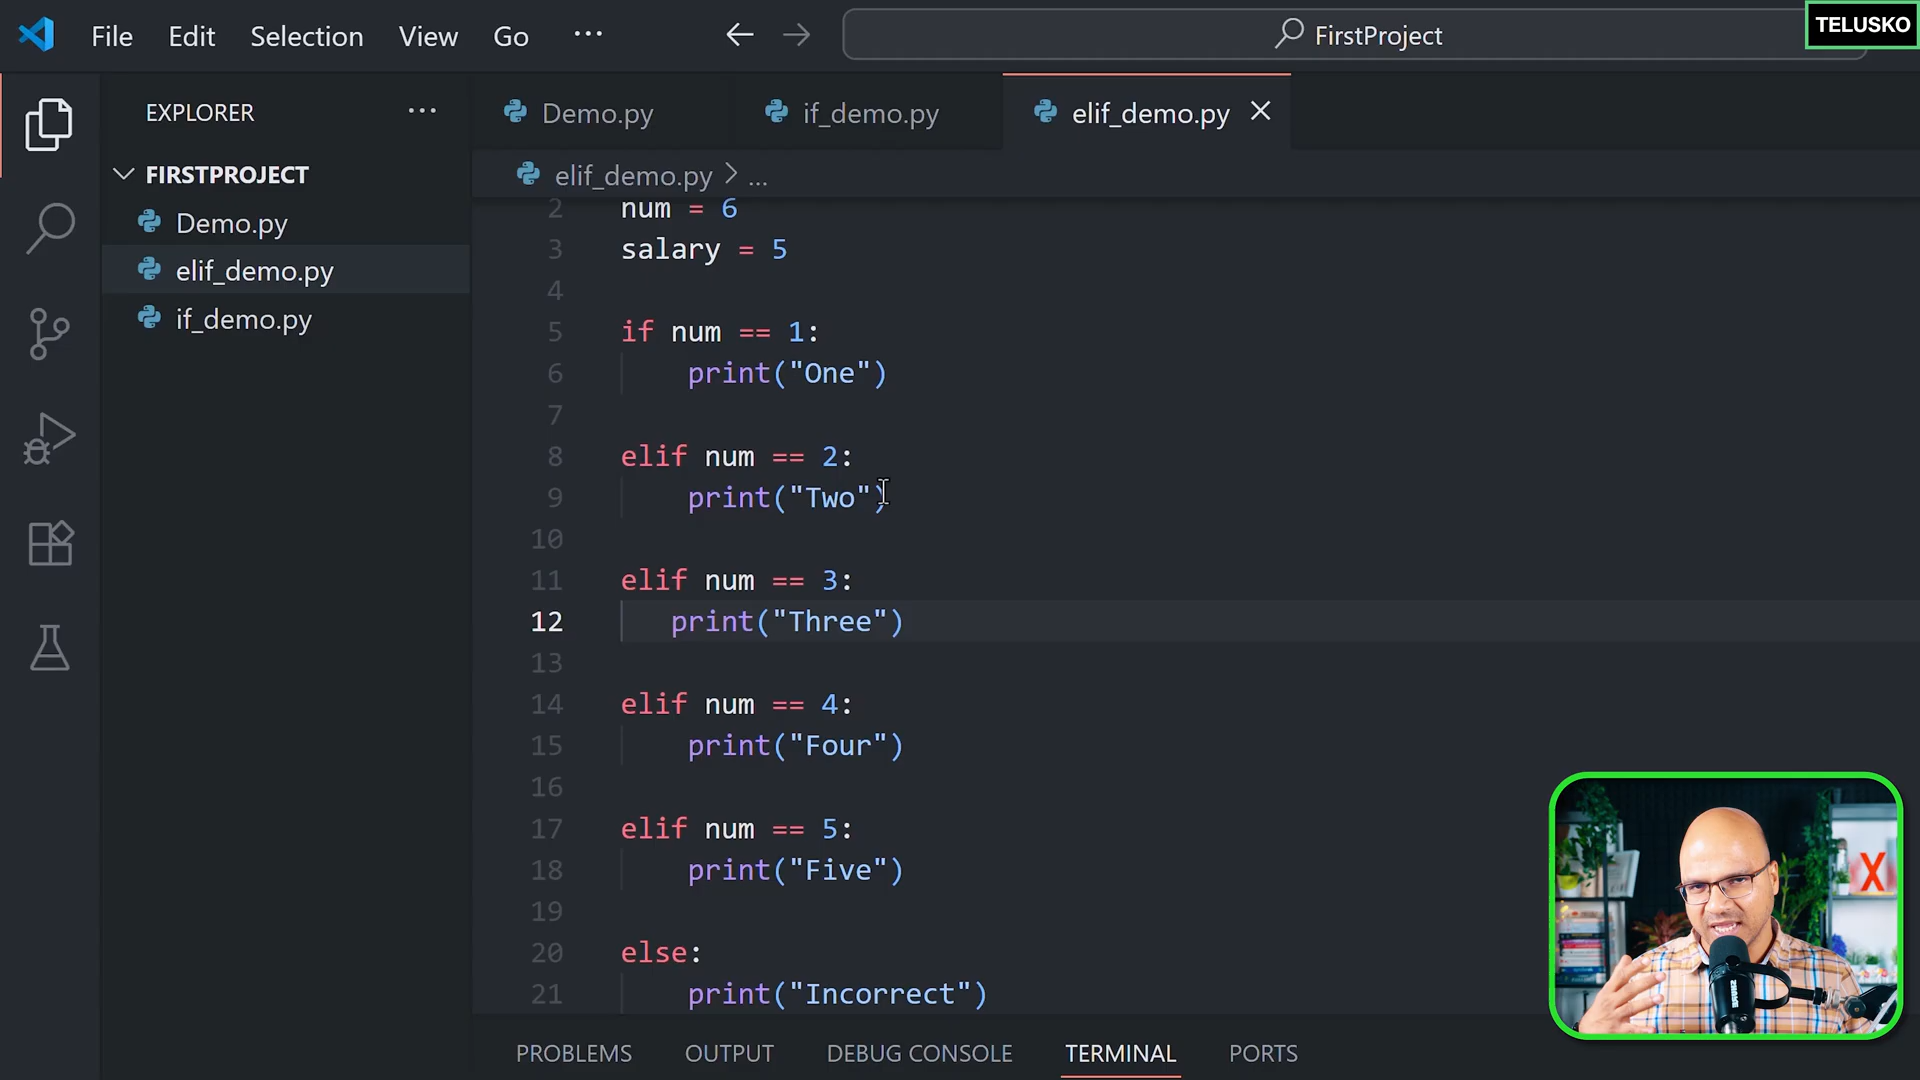 File Edit Selection View Go ... FirstProject TELUSKO
EXPLORER ... Demo.py if_demo.py elif_demo.py
FIRSTPROJECT
Demo.py
elif_demo.py
if_demo.py
elif_demo.py > ...
2 num = 6
3 salary = 5
4
5 if num == 1:
6     print("One")
7
8 elif num == 2:
9     print("Two")
10
11 elif num == 3:
12    print("Three")
13
14 elif num == 4:
15     print("Four")
16
17 elif num == 5:
18     print("Five")
19
20 else:
21     print("Incorrect")
PROBLEMS OUTPUT DEBUG CONSOLE TERMINAL PORTS
X